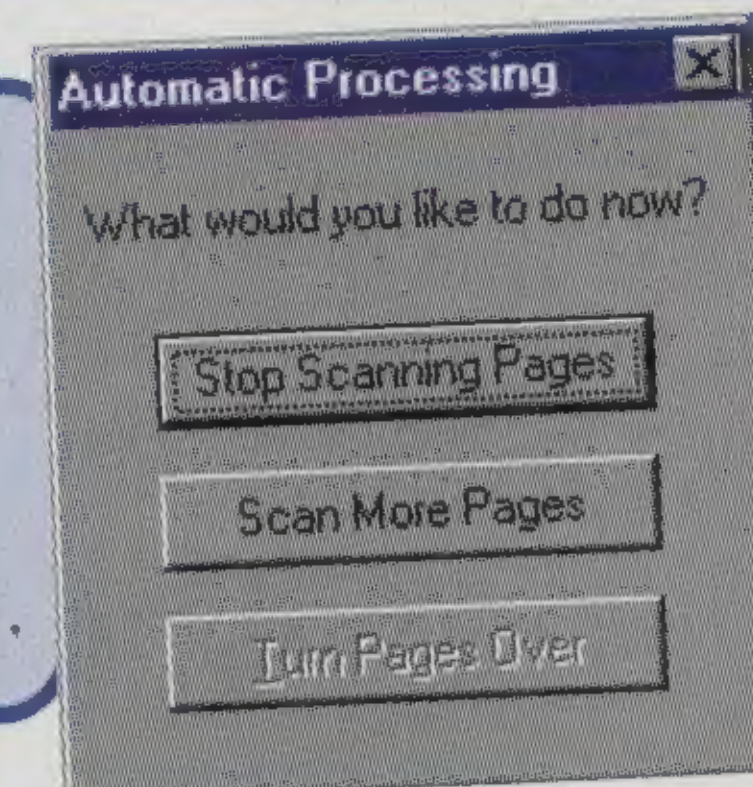 Automatic Processing
What would you like to do now?
Stop Scanning Pages
Scan More Pages
Turn Pages Over